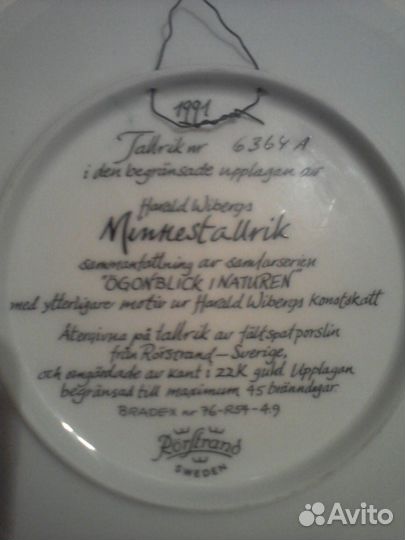 1991
Tallrik nr 6364 A
i den begränsade upplagan av
Harald Wibergs
Minnestallrik
sammanfattning av samlarserien
"ÖGONBLICK I NATUREN"
med ytterligare motiv ur Harald Wibergs Konstskatt
Återgivna på tallrik av fältspatporslin
från Rörstrand – Sverige,
och omgärdade av kant i 22K guld. Upplagan
begränsad till maximum 45 bränndagar.
BRADEX nr 76-R54-4.9
Rörstrand
SWEDEN
Avito